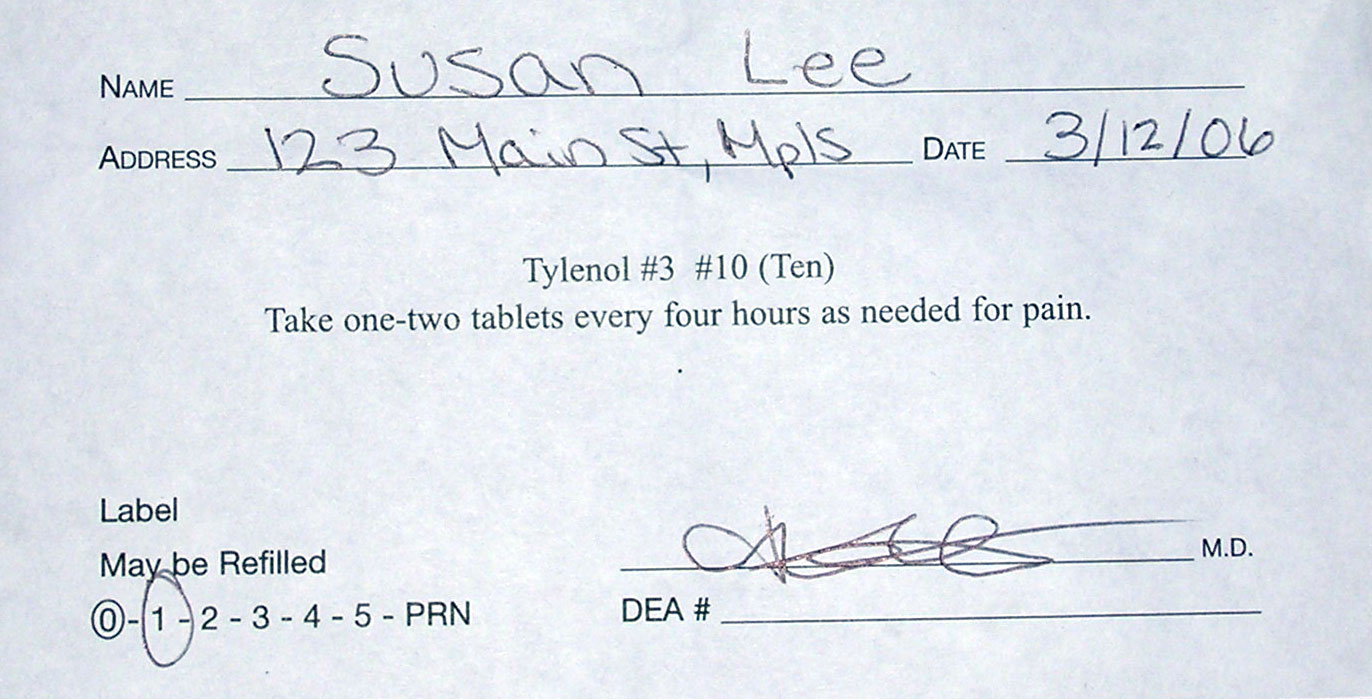 NAME Susan Lee
ADDRESS 123 Main St, Mpls DATE 3/12/06
Tylenol #3 #10 (Ten)
Take one-two tablets every four hours as needed for pain.
Label
May be Refilled
M.D.
0 - 1 - 2 - 3 - 4 - 5 - PRN DEA #